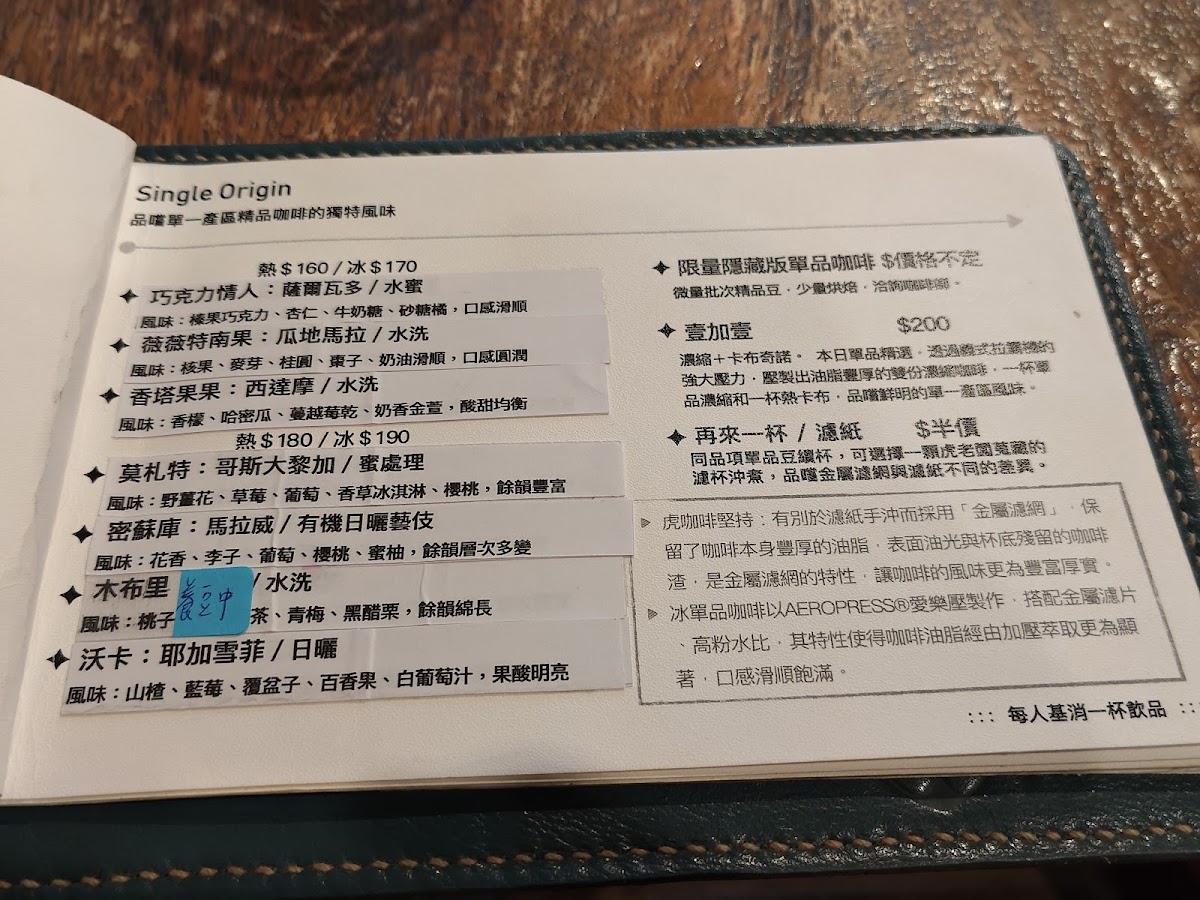 Single Origin
品嚐單一產區精品咖啡的獨特風味
熱$160/冰$170
巧克力情人：薩爾瓦多/水蜜
風味：榛果巧克力、杏仁、牛奶糖、砂糖橘，口感滑順
薇薇特南果：瓜地馬拉/水洗
風味：核果、麥芽、桂圓、棗子、奶油滑順，口感圓潤
香塔果果：西達摩/水洗
風味：香檬、哈密瓜、蔓越莓乾、奶香金萱，酸甜均衡
熱$180/冰$190
莫札特：哥斯大黎加/蜜處理
風味：野薑花、草莓、葡萄、香草冰淇淋、櫻桃，餘韻豐富
密蘇庫：馬拉威/有機日曬藝伎
風味：花香、李子、葡萄、櫻桃、蜜柚，餘韻層次多變
木布里 /水洗
養豆中
風味：桃子 茶、青梅、黑醋栗，餘韻綿長
沃卡：耶加雪菲/日曬
風味：山楂、藍莓、覆盆子、百香果、白葡萄汁，果酸明亮
限量隱藏版單品咖啡 $價格不定
微量批次精品豆，少量烘焙，洽詢咖啡師。
壹加壹 $200
濃縮＋卡布奇諾。 本日單品精選，透過義式拉霸機的
強大壓力，壓製出油脂豐厚的雙份濃縮咖啡，一杯單
品濃縮和一杯熱卡布，品嚐鮮明的單一產區風味。
再來一杯/濾紙 $半價
同品項單品豆續杯，可選擇一顆虎老闆蒐藏的
濾杯沖煮，品嚐金屬濾網與濾紙不同的差異。
虎咖啡堅持：有別於濾紙手沖而採用「金屬濾網」，保
留了咖啡本身豐厚的油脂，表面油光與杯底殘留的咖啡
渣，是金屬濾網的特性，讓咖啡的風味更為豐富厚實。
冰單品咖啡以AEROPRESS®愛樂壓製作，搭配金屬濾片
、高粉水比，其特性使得咖啡油脂經由加壓萃取更為顯
著，口感滑順飽滿。
::: 每人基消一杯飲品 ::